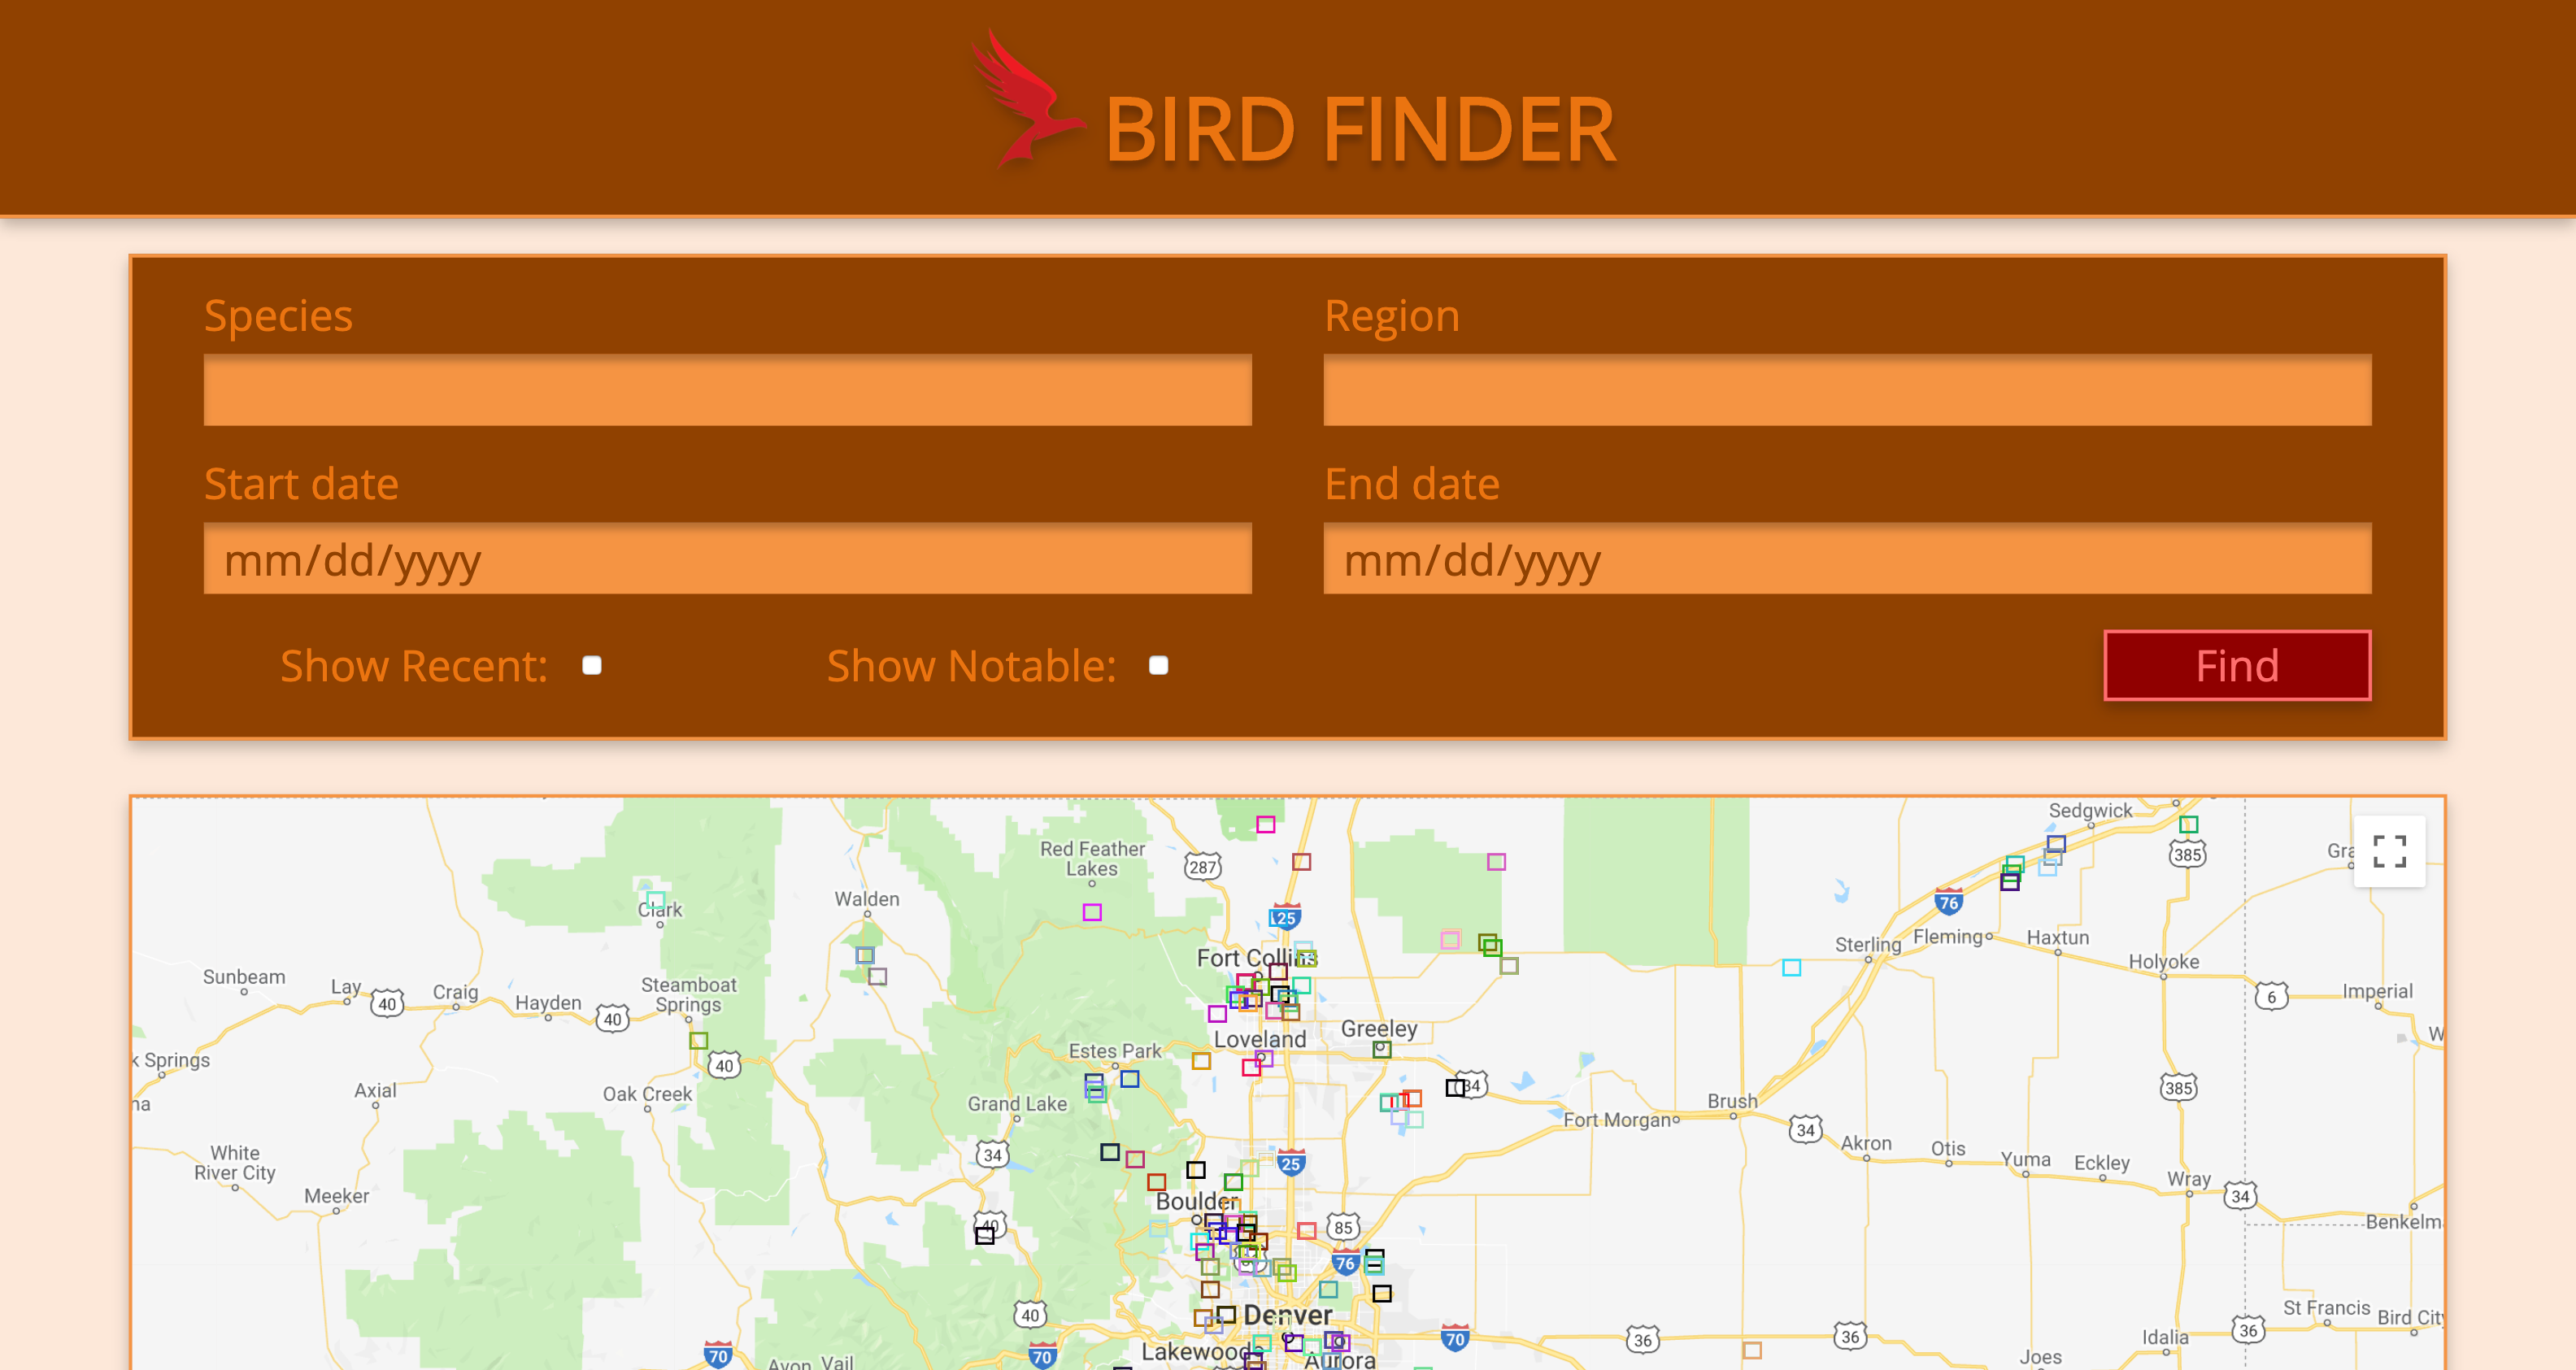 BIRD FINDER
Species
Region
Start date
End date
mm/dd/yyyy
mm/dd/yyyy
Show Recent:
Show Notable:
Find
Sedgwick
385
Red Feather
Lakes
287
Walden
Clark
76
25
Fort Collins
Sterling
Fleming
Haxtun
Holyoke
Sunbeam
Lay
40
Craig
Hayden
40
Steamboat
Springs
6
Imperial
Greeley
Loveland
k Springs
40
Estes Park
34
385
Axial
Oak Creek
Grand Lake
Fort Morgan
Brush
34
Akron
Otis
Yuma
Eckley
Wray
34
White
River City
34
25
Meeker
Boulder
40
85
Benkelm
76
40
Denver
St Francis
Bird City
70
70
Lakewood
Aurora
70
36
36
Idalia
36
Avon
Vail
Joes